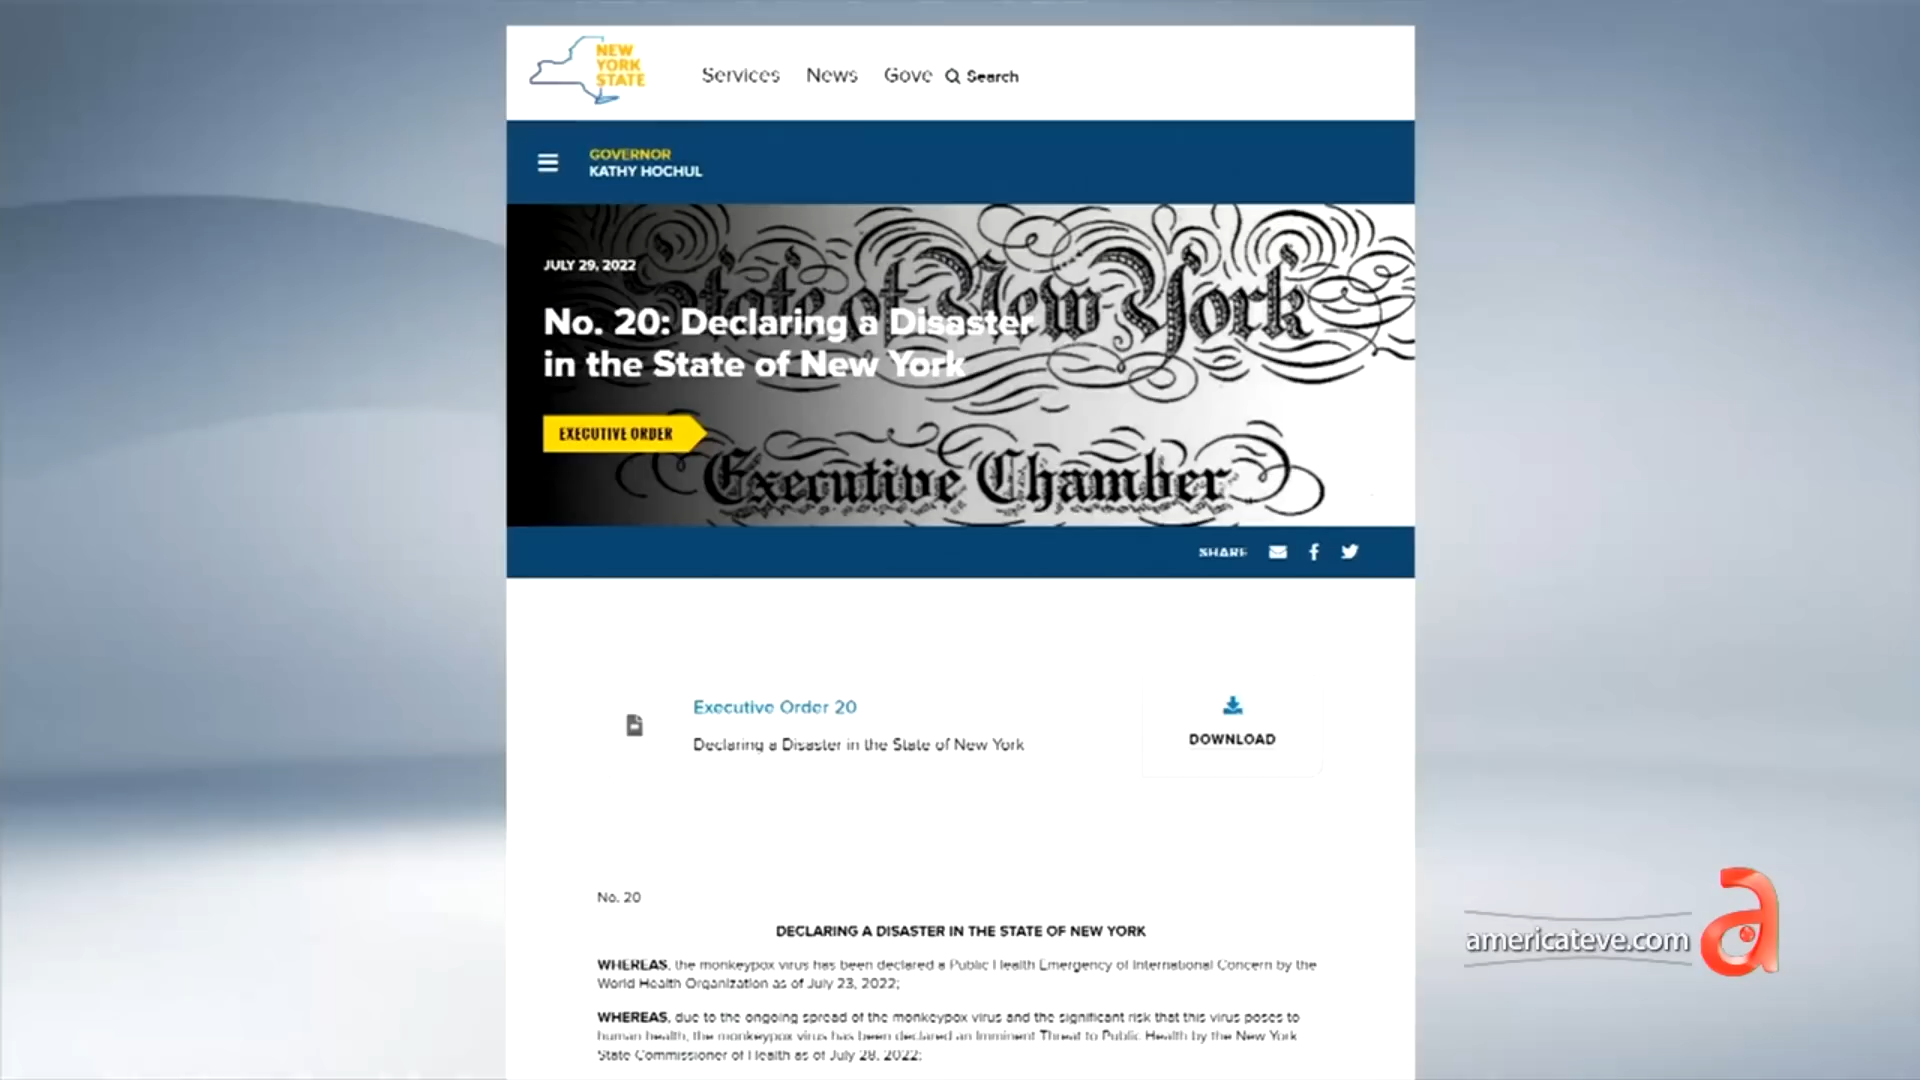 NEW
YORK
STATE
Services News Gove Search
GOVERNOR
KATHY HOCHUL
State of New York
JULY 29, 2022
No. 20: Declaring a Disaster
in the State of New York
EXECUTIVE ORDER
Executive Chamber
SHARE
Executive Order 20
Declaring a Disaster in the State of New York
DOWNLOAD
No. 20
DECLARING A DISASTER IN THE STATE OF NEW YORK
WHEREAS, the monkeypox virus has been declared a Public Health Emergency of International Concern by the
World Health Organization as of July 23, 2022;
WHEREAS, due to the ongoing spread of the monkeypox virus and the significant risk that this virus poses to
human health, the monkeypox virus has been declared an Imminent Threat to Public Health by the New York
State Commissioner of Health as of July 28, 2022;
americateve.com a